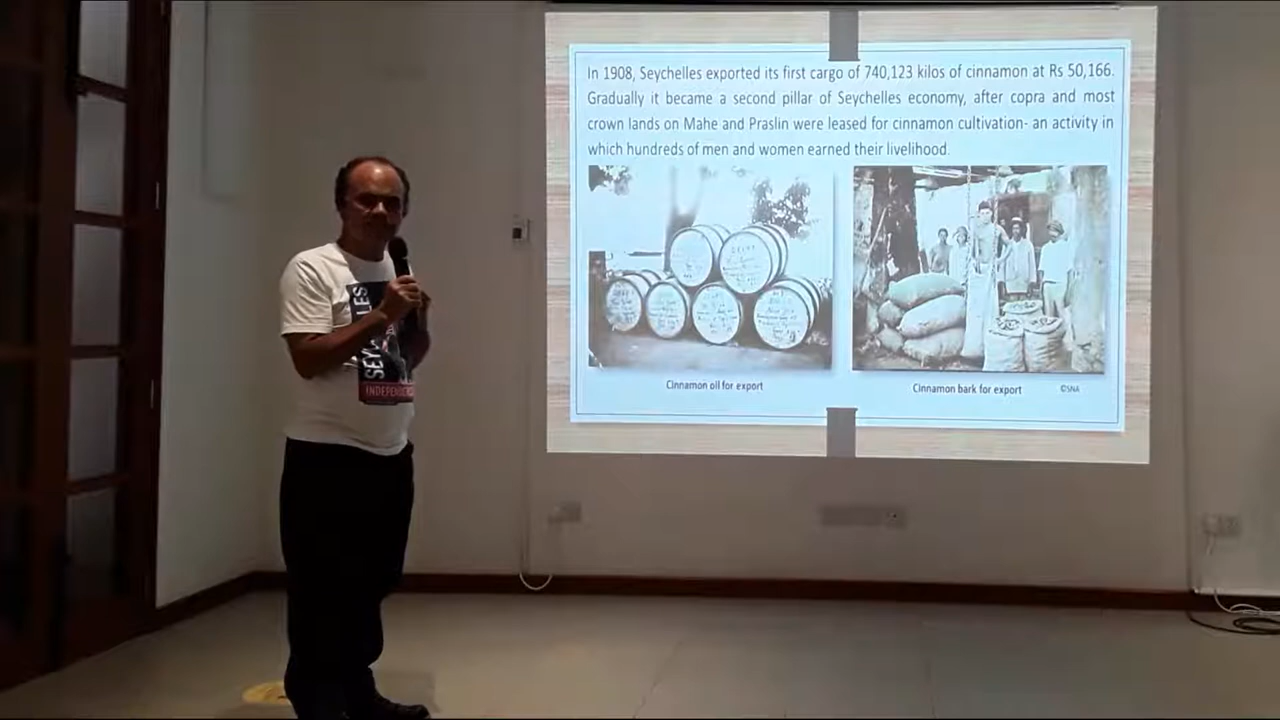 In 1908, Seychelles exported its first cargo of 740,123 kilos of cinnamon at Rs 50,166.
Gradually it became a second pillar of Seychelles economy, after copra and most
crown lands on Mahe and Praslin were leased for cinnamon cultivation- an activity in
which hundreds of men and women earned their livelihood.
Cinnamon oil for export
Cinnamon bark for export
©SNA
SEYCHELLES